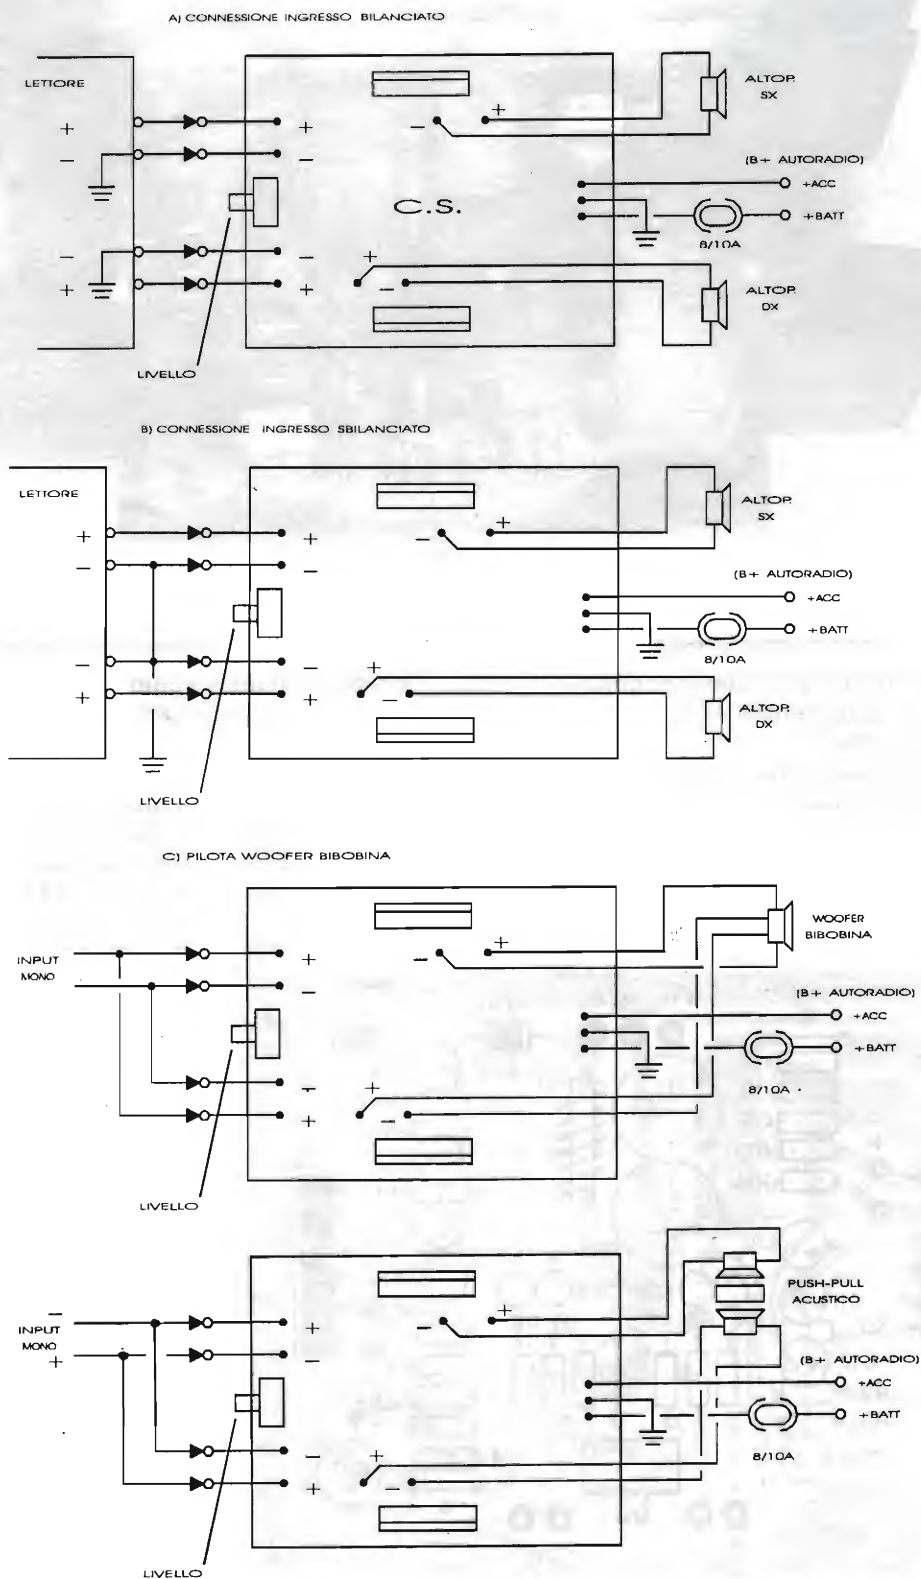 A) CONNESSIONE INGRESSO BILANCIATO
LETTORE
+
−
−
+
+
−
−
+
LIVELLO
C.S.
− +
+
−
ALTOP.
SX
(B+ AUTORADIO)
+ACC
+BATT
8/10A
ALTOP.
DX
B) CONNESSIONE INGRESSO SBILANCIATO
LETTORE
+
−
−
+
+
−
−
+
LIVELLO
− +
+
−
ALTOP.
SX
(B+ AUTORADIO)
+ACC
+BATT
8/10A
ALTOP.
DX
C) PILOTA WOOFER BIBOBINA
INPUT
MONO
+
−
−
+
LIVELLO
− +
+
−
WOOFER
BIBOBINA
(B+ AUTORADIO)
+ACC
+BATT
8/10A
−
INPUT
MONO
+
+
−
−
+
LIVELLO
− +
+
−
PUSH-PULL
ACUSTICO
(B+ AUTORADIO)
+ACC
+BATT
8/10A